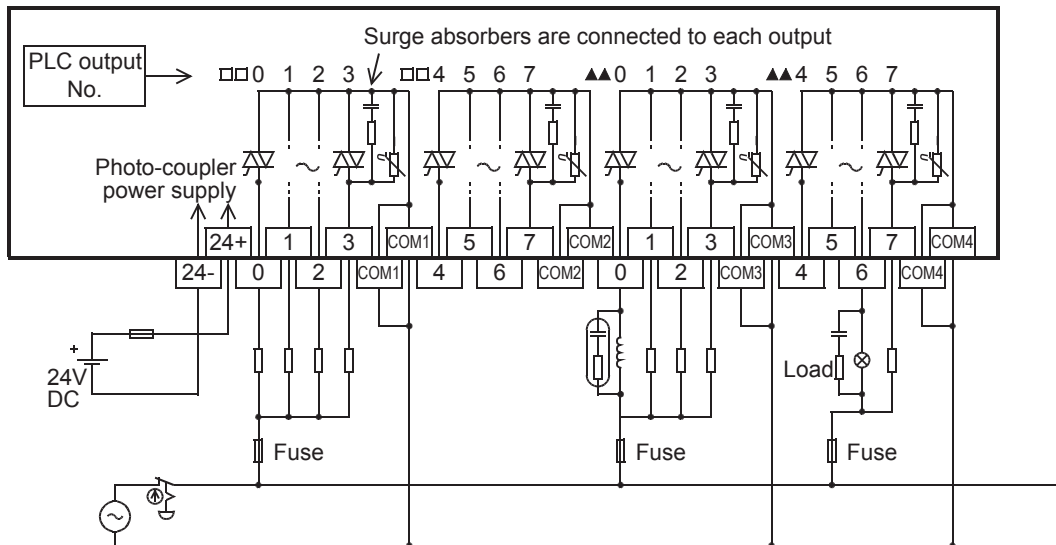 Surge absorbers are connected to each output
PLC output
No.
□□0 1 2 3 □□4 5 6 7 ▲▲0 1 2 3 ▲▲4 5 6 7
Photo-coupler
power supply
24+ 1 3 COM1 5 7 COM2 1 3 COM3 5 7 COM4
24- 0 2 COM1 4 6 COM2 0 2 COM3 4 6 COM4
+
24V
DC
Load
Fuse Fuse Fuse